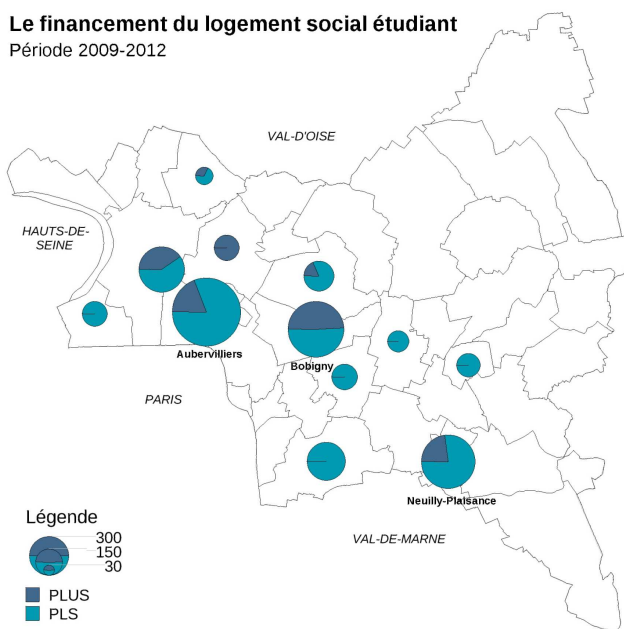 Le financement du logement social étudiant
Période 2009-2012
VAL-D'OISE
HAUTS-DE-
SEINE
Aubervilliers
Bobigny
PARIS
Neuilly-Plaisance
VAL-DE-MARNE
Légende
300
150
30
PLUS
PLS